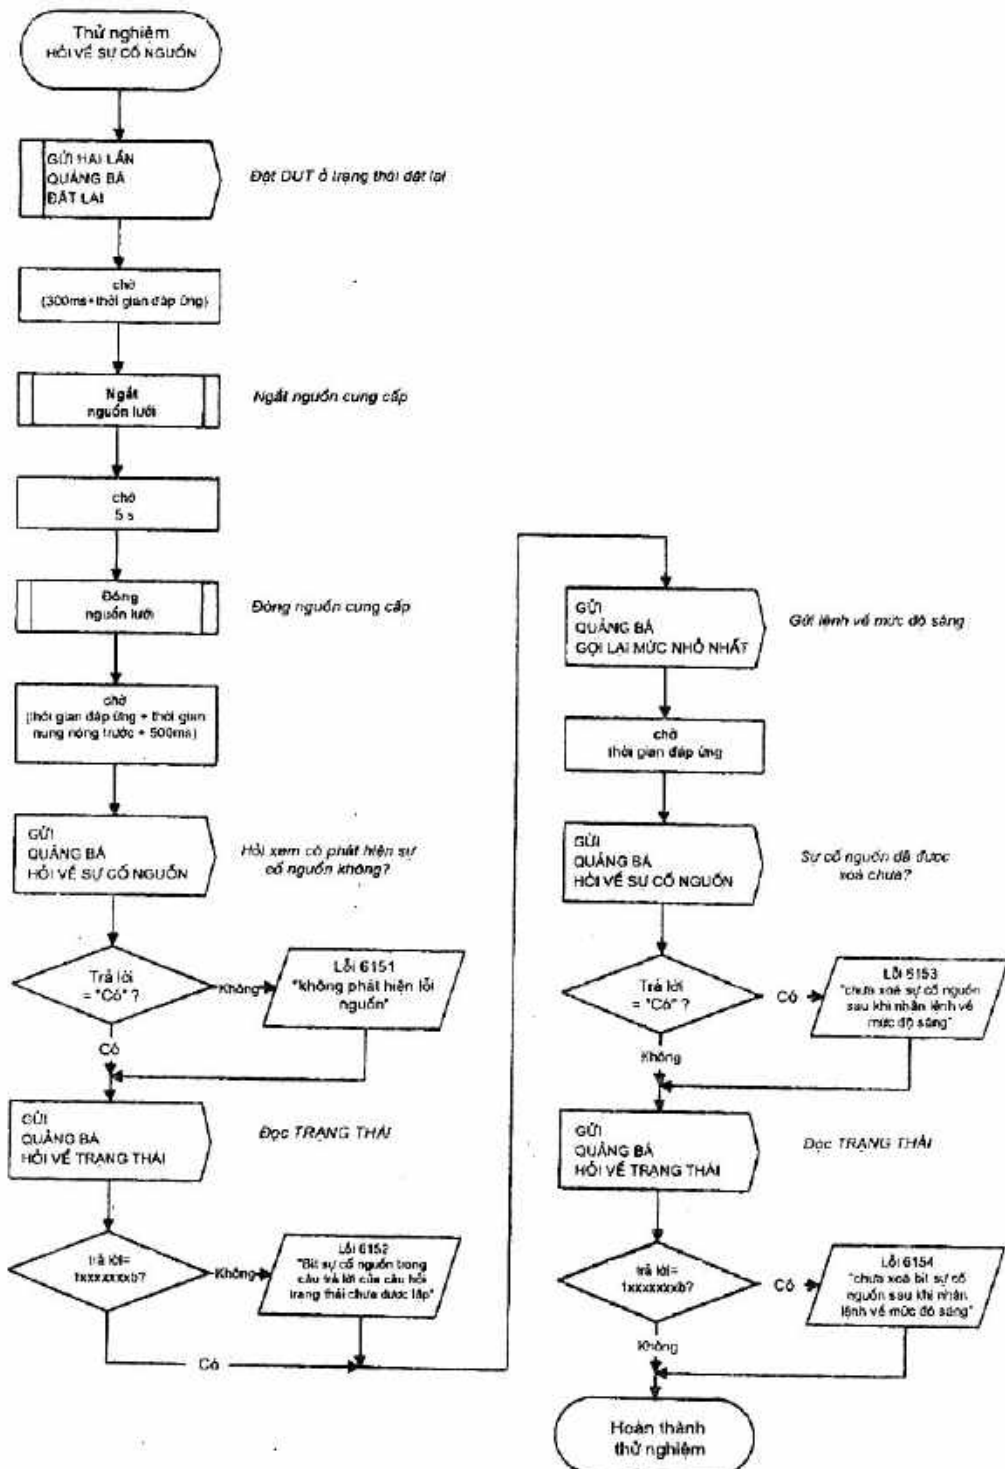 Thử nghiệm
HỎI VỀ SỰ CỐ NGUỒN
GỬI HAI LẦN
QUẢNG BÁ
ĐẶT LẠI
Đặt DUT ở trạng thái đặt lại
chờ
(300ms+thời gian đáp ứng)
Ngắt
nguồn lưới
Ngắt nguồn cung cấp
chờ
5 s
Đóng
nguồn lưới
Đóng nguồn cung cấp
chờ
(thời gian đáp ứng + thời gian
nung nóng trước + 500ms)
GỬI
QUẢNG BÁ
HỎI VỀ SỰ CỐ NGUỒN
Hỏi xem có phát hiện sự
cố nguồn không?
Trả lời
= "Có" ?
Không
Lỗi 6151
"không phát hiện lỗi
nguồn"
Có
GỬI
QUẢNG BÁ
HỎI VỀ TRẠNG THÁI
Đọc TRẠNG THÁI
trả lời=
1xxxxxxxb?
Không
Lỗi 6152
"Bit sự cố nguồn trong
câu trả lời của câu hỏi
trạng thái chưa được lập"
Có
GỬI
QUẢNG BÁ
GỌI LẠI MỨC NHỎ NHẤT
Gửi lệnh về mức độ sáng
chờ
thời gian đáp ứng
GỬI
QUẢNG BÁ
HỎI VỀ SỰ CỐ NGUỒN
Sự cố nguồn đã được
xoá chưa?
Trả lời
= "Có" ?
Có
Lỗi 6153
"chưa xoá sự cố nguồn
sau khi nhận lệnh về
mức độ sáng"
Không
GỬI
QUẢNG BÁ
HỎI VỀ TRẠNG THÁI
Đọc TRẠNG THÁI
trả lời=
1xxxxxxxb?
Có
Lỗi 6154
"chưa xoá bit sự cố
nguồn sau khi nhận
lệnh về mức độ sáng"
Không
Hoàn thành
thử nghiệm